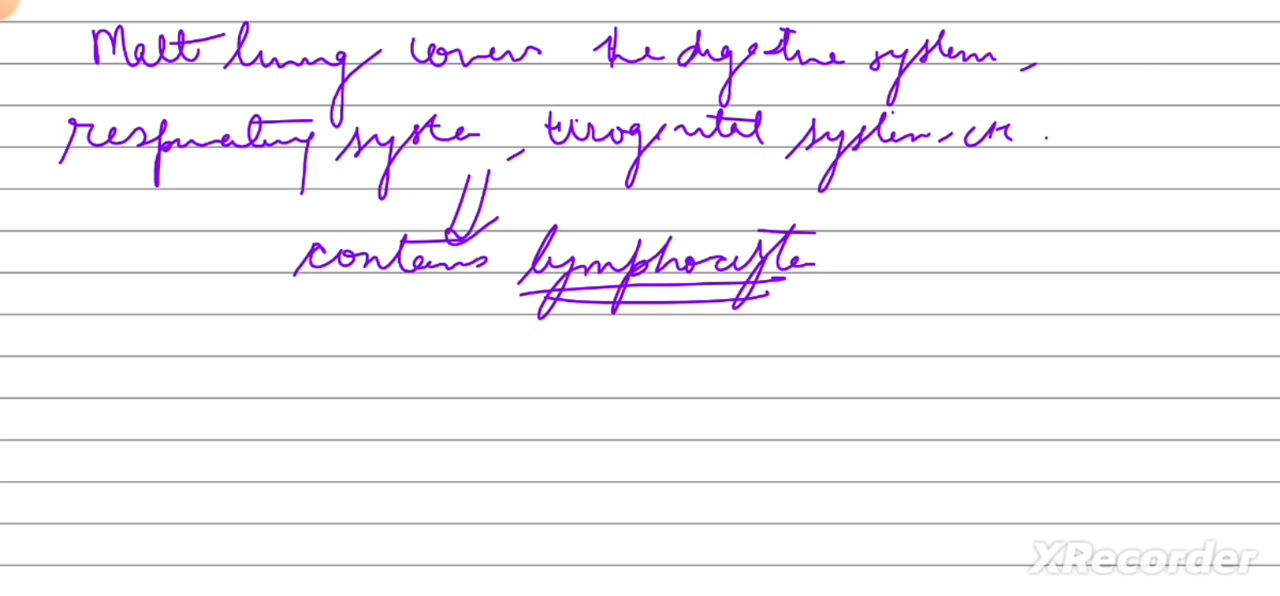 Malt lining covers the digestive system,
respiratory system, urogenital system, etc.
contains lymphocyte
XRecorder